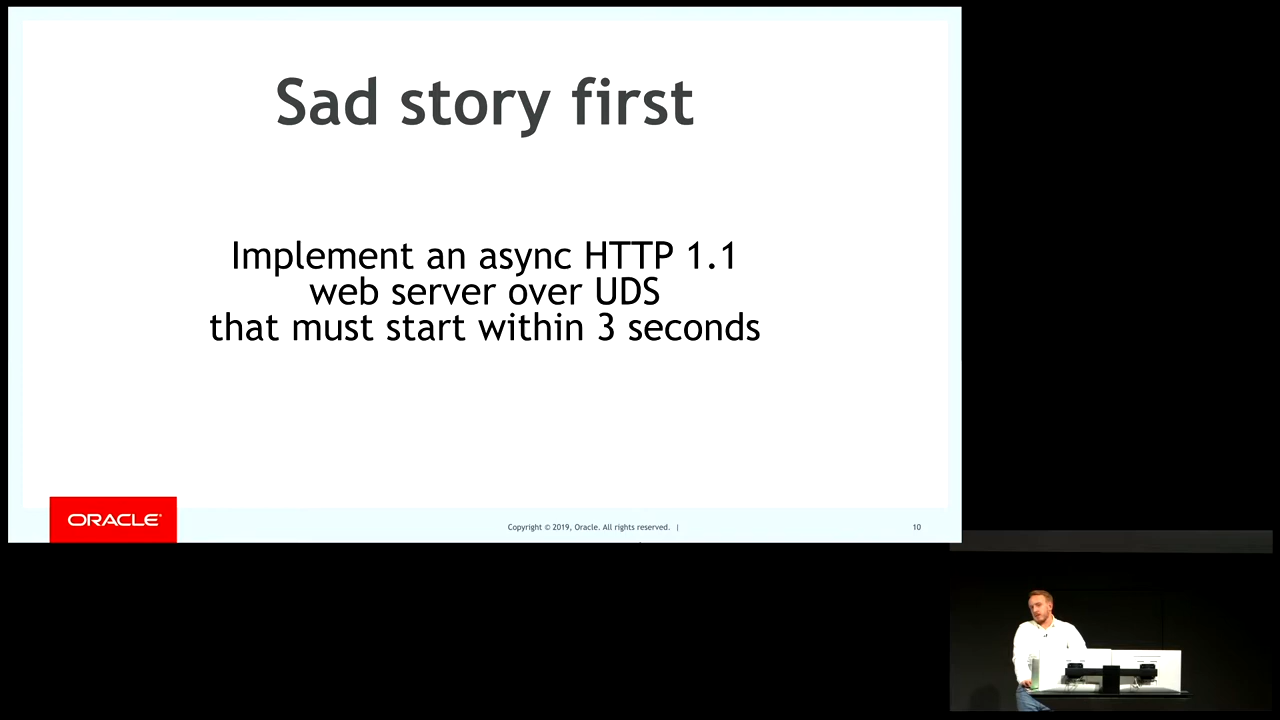 Sad story first
Implement an async HTTP 1.1
web server over UDS
that must start within 3 seconds
ORACLE®
Copyright © 2019, Oracle. All rights reserved. |
10